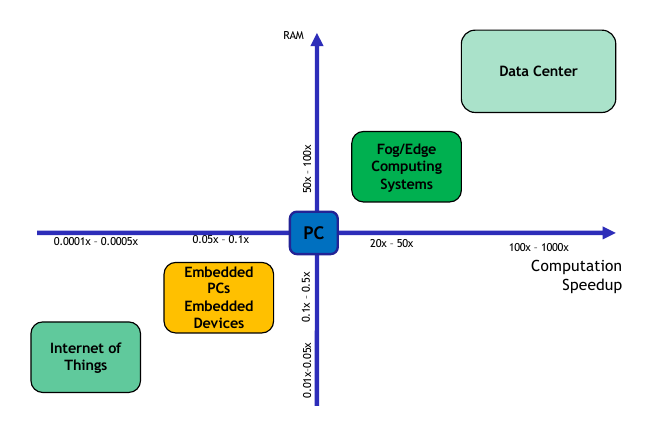 RAM
Data Center
Fog/Edge
Computing
Systems
50x – 100x
PC
0.0001x – 0.0005x
0.05x – 0.1x
20x – 50x
100x – 1000x
Computation
Speedup
Embedded
PCs
Embedded
Devices
0.1x – 0.5x
Internet of
Things
0.01x-0.05x